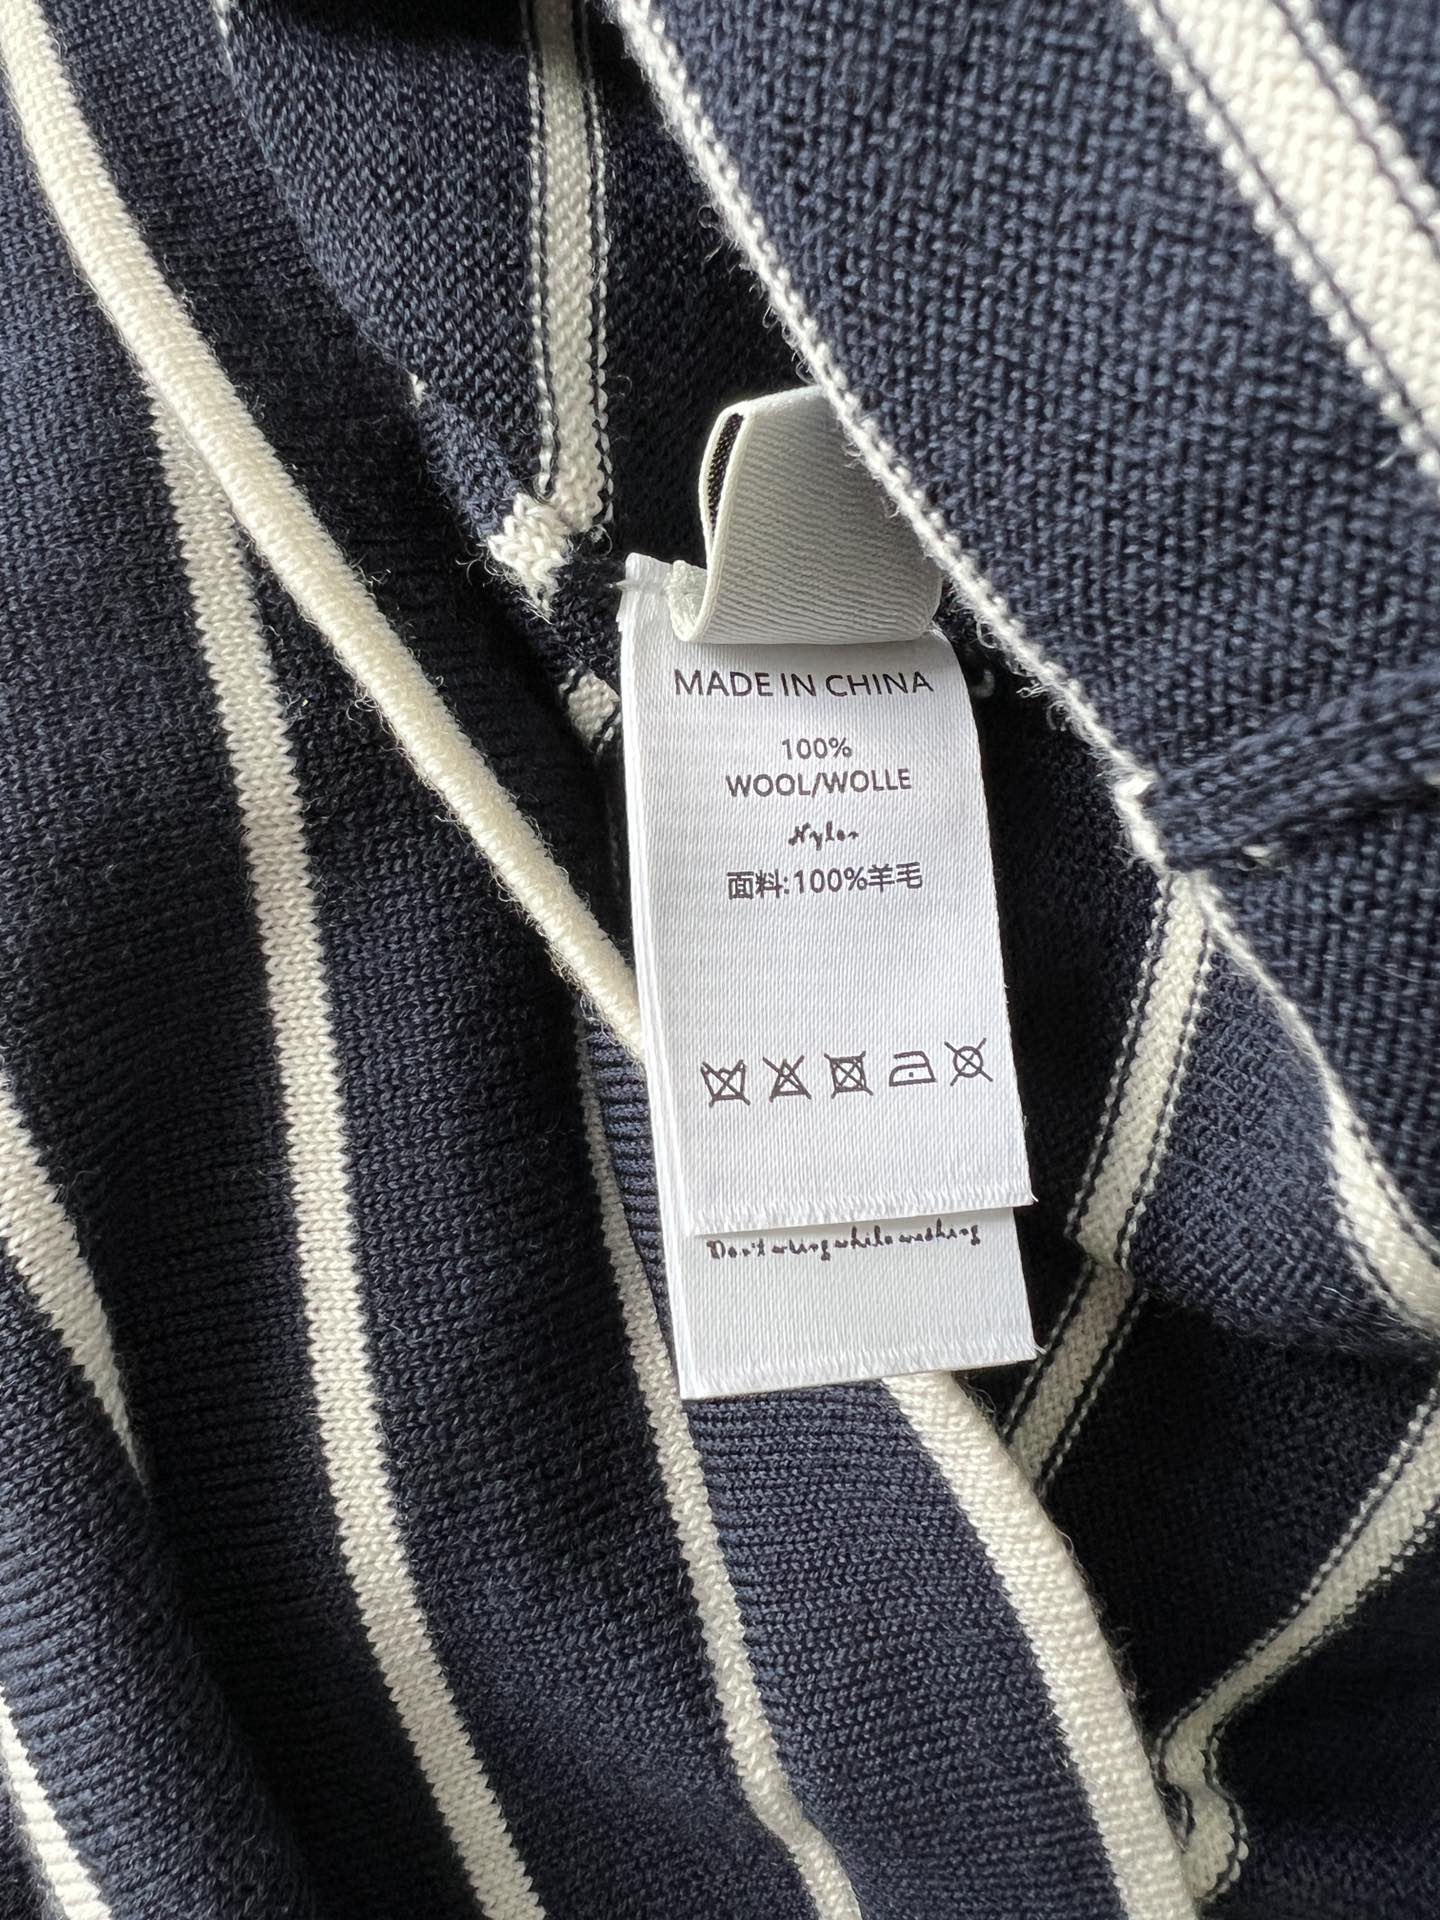 MADE IN CHINA
100%
WOOL/WOLLE
Nylon
面料:100%羊毛
Don't wring while washing